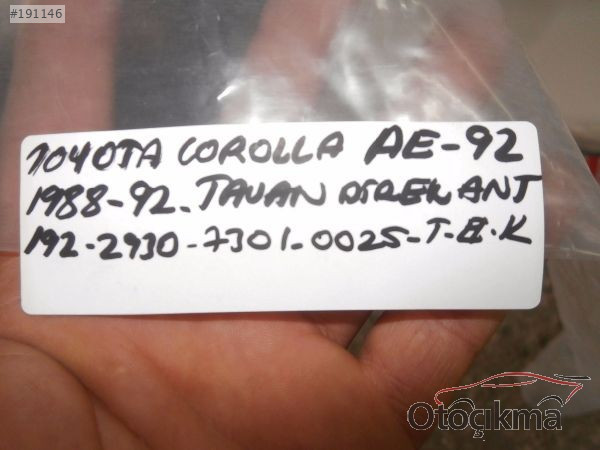 #191146
TOYOTA COROLLA AE-92
1988-92. TAVAN DİREK ANT
192-2930-7301-0025-T-E.K
Otoçıkma